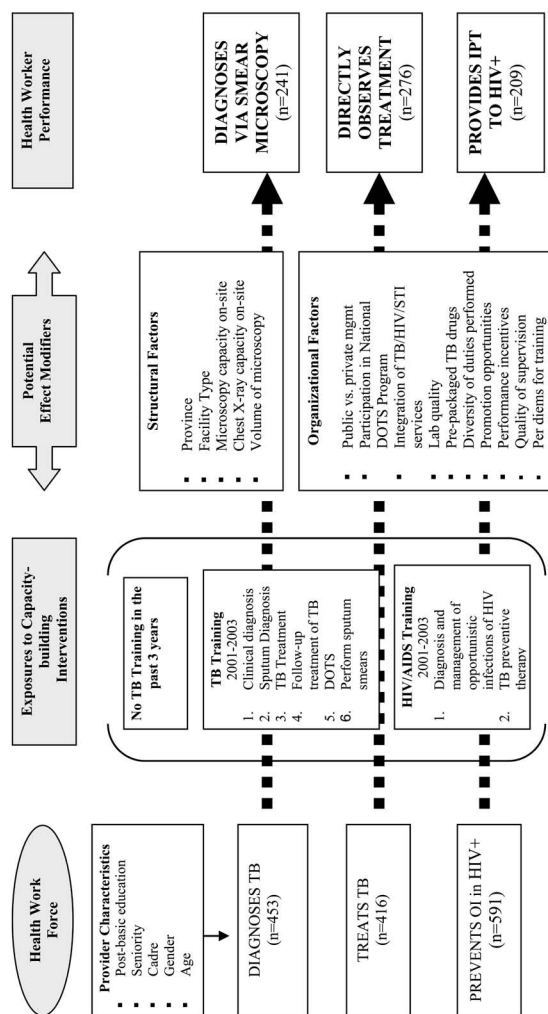 Health Work
Force
Exposures to Capacity-
building
Interventions
Potential
Effect Modifiers
Health Worker
Performance
Provider Characteristics
▪ Post-basic education
▪ Seniority
▪ Cadre
▪ Gender
▪ Age
DIAGNOSES TB
(n=453)
TREATS TB
(n=416)
PREVENTS OI in HIV+
(n=591)
No TB Training in the
past 3 years
TB Training
2001-2003
1. Clinical diagnosis
2. Sputum Diagnosis
3. TB Treatment
4. Follow-up
treatment of TB
5. DOTS
6. Perform sputum
smears
HIV/AIDS Training
2001-2003
1. Diagnosis and
management of
opportunistic
infections of HIV
2. TB preventive
therapy
Structural Factors
▪ Province
▪ Facility Type
▪ Microscopy capacity on-site
▪ Chest X-ray capacity on-site
▪ Volume of microscopy
Organizational Factors
▪ Public vs. private mgmt
▪ Participation in National
DOTS Program
▪ Integration of TB/HIV/STI
services
▪ Lab quality
▪ Pre-packaged TB drugs
▪ Diversity of duties performed
▪ Promotion opportunities
▪ Performance incentives
▪ Quality of supervision
▪ Per diems for training
DIAGNOSES
VIA SMEAR
MICROSCOPY
(n=241)
DIRECTLY
OBSERVES
TREATMENT
(n=276)
PROVIDES IPT
TO HIV+
(n=209)